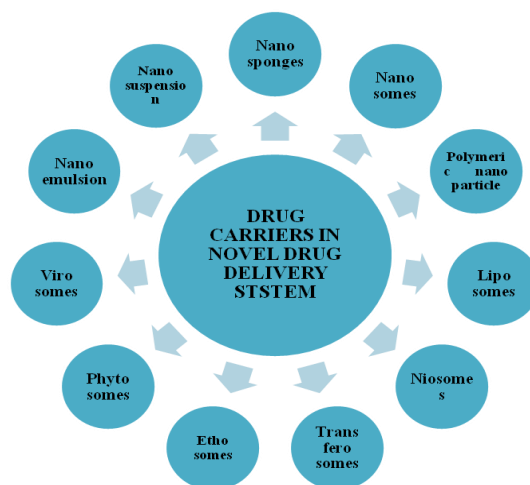 Nano
sponges
Nano
somes
Polymeri
c nano
particle
Lipo
somes
Niosome
s
Trans
fero
somes
Etho
somes
Phyto
somes
Viro
somes
Nano
emulsion
Nano
suspensio
n
DRUG
CARRIERS IN
NOVEL DRUG
DELIVERY
STSTEM